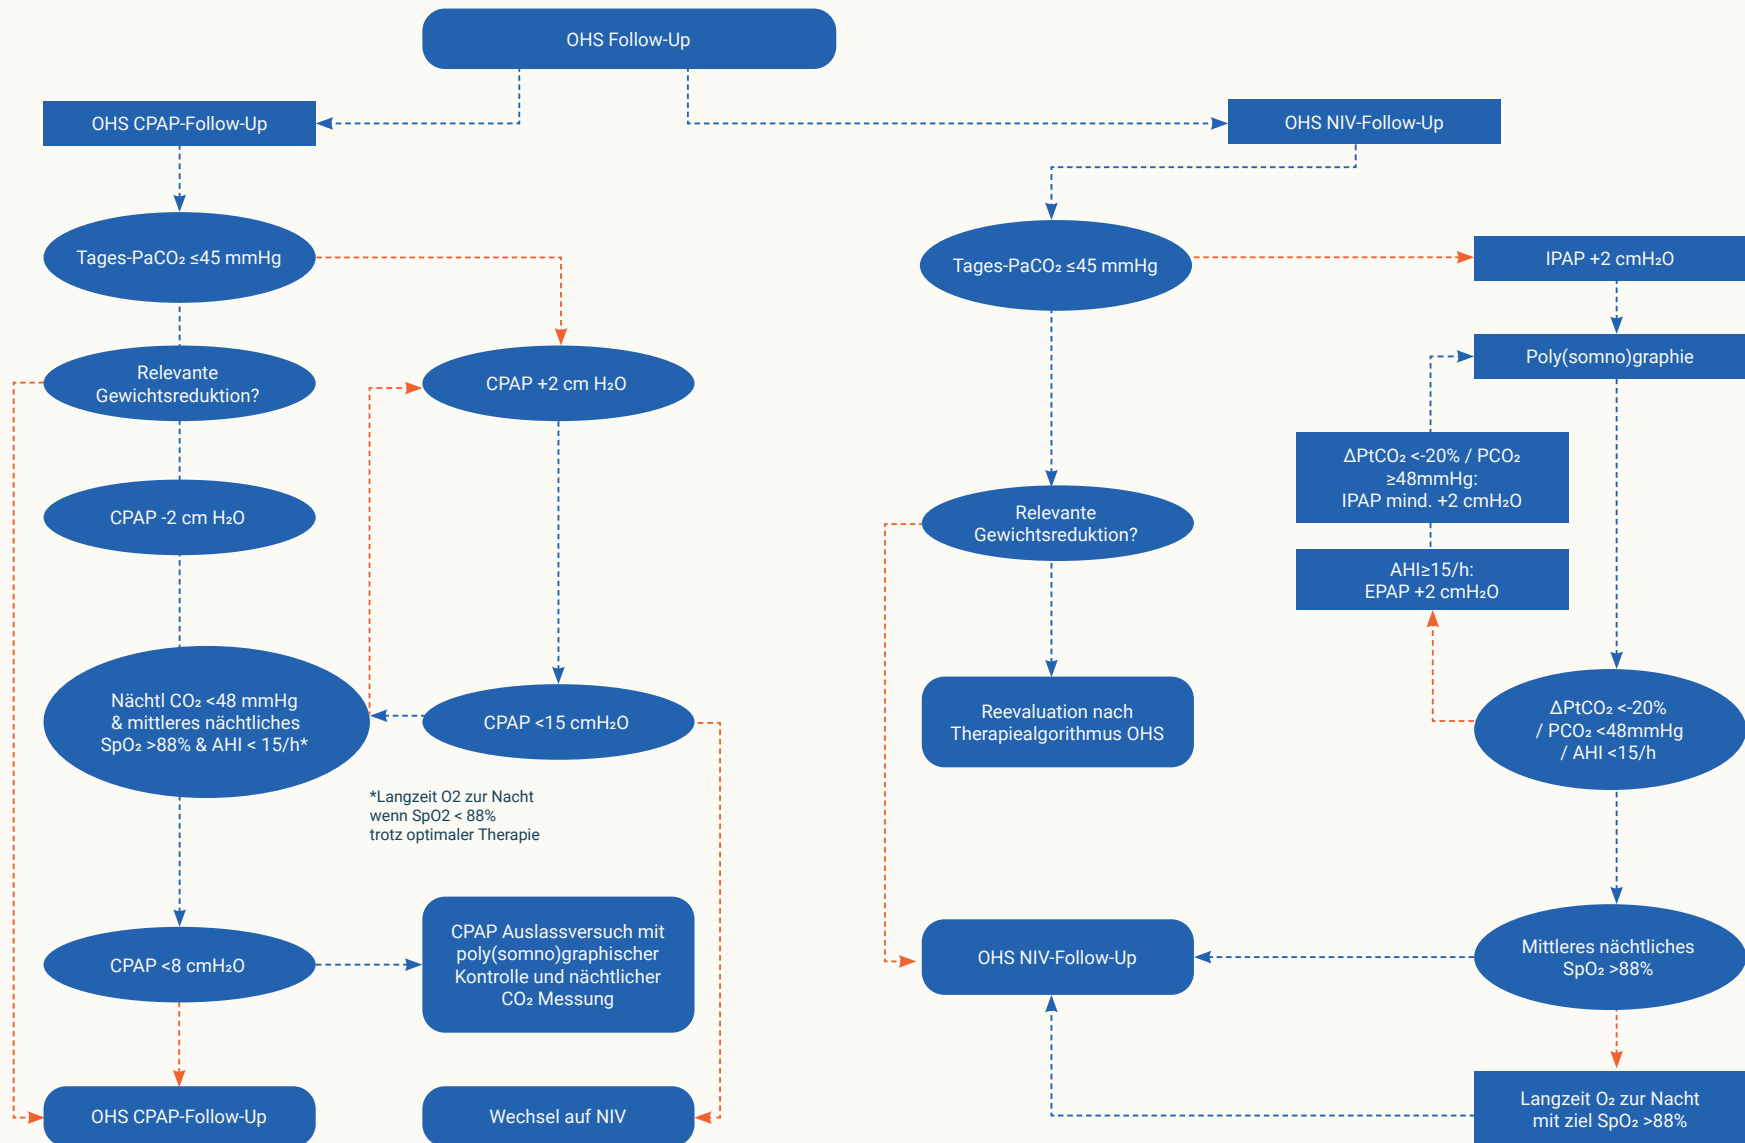 OHS Follow-Up
OHS CPAP-Follow-Up
OHS NIV-Follow-Up
Tages-PaCO₂ ≤45 mmHg
Relevante
Gewichtsreduktion?
CPAP +2 cm H₂O
CPAP -2 cm H₂O
Nächtl CO₂ <48 mmHg
& mittleres nächtliches
SpO₂ >88% & AHI < 15/h*
CPAP <15 cmH₂O
*Langzeit O2 zur Nacht
wenn SpO2 < 88%
trotz optimaler Therapie
CPAP <8 cmH₂O
CPAP Auslassversuch mit
poly(somno)graphischer
Kontrolle und nächtlicher
CO₂ Messung
OHS CPAP-Follow-Up
Wechsel auf NIV
Tages-PaCO₂ ≤45 mmHg
IPAP +2 cmH₂O
Poly(somno)graphie
ΔPtCO₂ <-20% / PCO₂
≥48mmHg:
IPAP mind. +2 cmH₂O
AHI≥15/h:
EPAP +2 cmH₂O
Relevante
Gewichtsreduktion?
Reevaluation nach
Therapiealgorithmus OHS
ΔPtCO₂ <-20%
/ PCO₂ <48mmHg
/ AHI <15/h
OHS NIV-Follow-Up
Mittleres nächtliches
SpO₂ >88%
Langzeit O₂ zur Nacht
mit ziel SpO₂ >88%